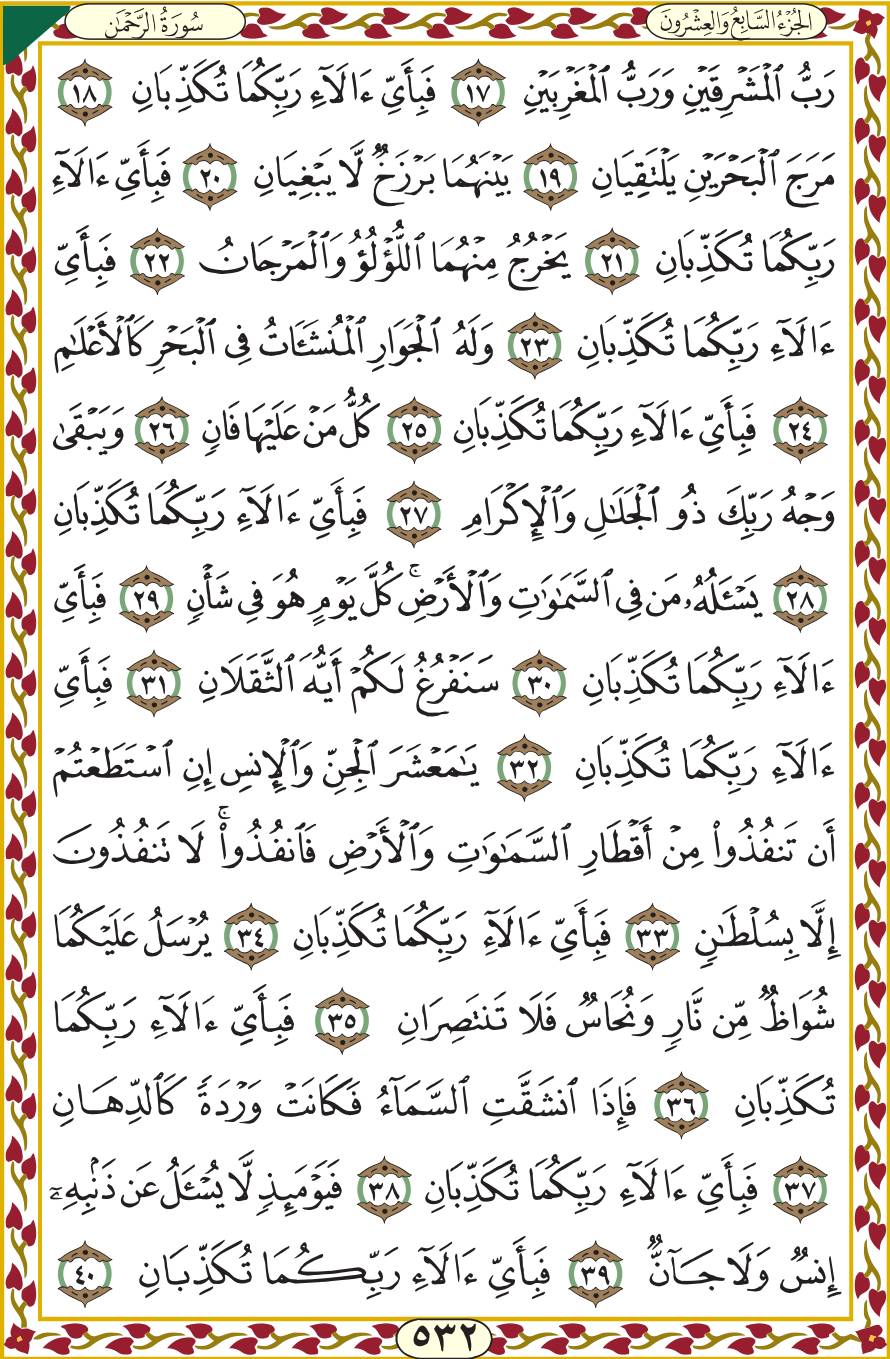 الجُزْءُ السَّابِعُ وَالعِشْرُونَ
سُورَةُ الرَّحْمَٰن
رَبُّ ٱلْمَشْرِقَيْنِ وَرَبُّ ٱلْمَغْرِبَيْنِ ١٧ فَبِأَىِّ ءَالَآءِ رَبِّكُمَا تُكَذِّبَانِ ١٨
مَرَجَ ٱلْبَحْرَيْنِ يَلْتَقِيَانِ ١٩ بَيْنَهُمَا بَرْزَخٌ لَّا يَبْغِيَانِ ٢٠ فَبِأَىِّ ءَالَآءِ
رَبِّكُمَا تُكَذِّبَانِ ٢١ يَخْرُجُ مِنْهُمَا ٱللُّؤْلُؤُ وَٱلْمَرْجَانُ ٢٢ فَبِأَىِّ
ءَالَآءِ رَبِّكُمَا تُكَذِّبَانِ ٢٣ وَلَهُ ٱلْجَوَارِ ٱلْمُنشَـَٔاتُ فِى ٱلْبَحْرِ كَٱلْأَعْلَٰمِ
٢٤ فَبِأَىِّ ءَالَآءِ رَبِّكُمَا تُكَذِّبَانِ ٢٥ كُلُّ مَنْ عَلَيْهَا فَانٍ ٢٦ وَيَبْقَىٰ
وَجْهُ رَبِّكَ ذُو ٱلْجَلَٰلِ وَٱلْإِكْرَامِ ٢٧ فَبِأَىِّ ءَالَآءِ رَبِّكُمَا تُكَذِّبَانِ
٢٨ يَسْـَٔلُهُۥ مَن فِى ٱلسَّمَٰوَٰتِ وَٱلْأَرْضِ ۚ كُلَّ يَوْمٍ هُوَ فِى شَأْنٍ ٢٩ فَبِأَىِّ
ءَالَآءِ رَبِّكُمَا تُكَذِّبَانِ ٣٠ سَنَفْرُغُ لَكُمْ أَيُّهَ ٱلثَّقَلَانِ ٣١ فَبِأَىِّ
ءَالَآءِ رَبِّكُمَا تُكَذِّبَانِ ٣٢ يَٰمَعْشَرَ ٱلْجِنِّ وَٱلْإِنسِ إِنِ ٱسْتَطَعْتُمْ
أَن تَنفُذُوا۟ مِنْ أَقْطَارِ ٱلسَّمَٰوَٰتِ وَٱلْأَرْضِ فَٱنفُذُوا۟ ۚ لَا تَنفُذُونَ
إِلَّا بِسُلْطَٰنٍ ٣٣ فَبِأَىِّ ءَالَآءِ رَبِّكُمَا تُكَذِّبَانِ ٣٤ يُرْسَلُ عَلَيْكُمَا
شُوَاظٌ مِّن نَّارٍ وَنُحَاسٌ فَلَا تَنتَصِرَانِ ٣٥ فَبِأَىِّ ءَالَآءِ رَبِّكُمَا
تُكَذِّبَانِ ٣٦ فَإِذَا ٱنشَقَّتِ ٱلسَّمَآءُ فَكَانَتْ وَرْدَةً كَٱلدِّهَانِ
٣٧ فَبِأَىِّ ءَالَآءِ رَبِّكُمَا تُكَذِّبَانِ ٣٨ فَيَوْمَئِذٍ لَّا يُسْـَٔلُ عَن ذَنۢبِهِۦٓ
إِنسٌ وَلَا جَآنٌّ ٣٩ فَبِأَىِّ ءَالَآءِ رَبِّكُمَا تُكَذِّبَانِ ٤٠
٥٣٢